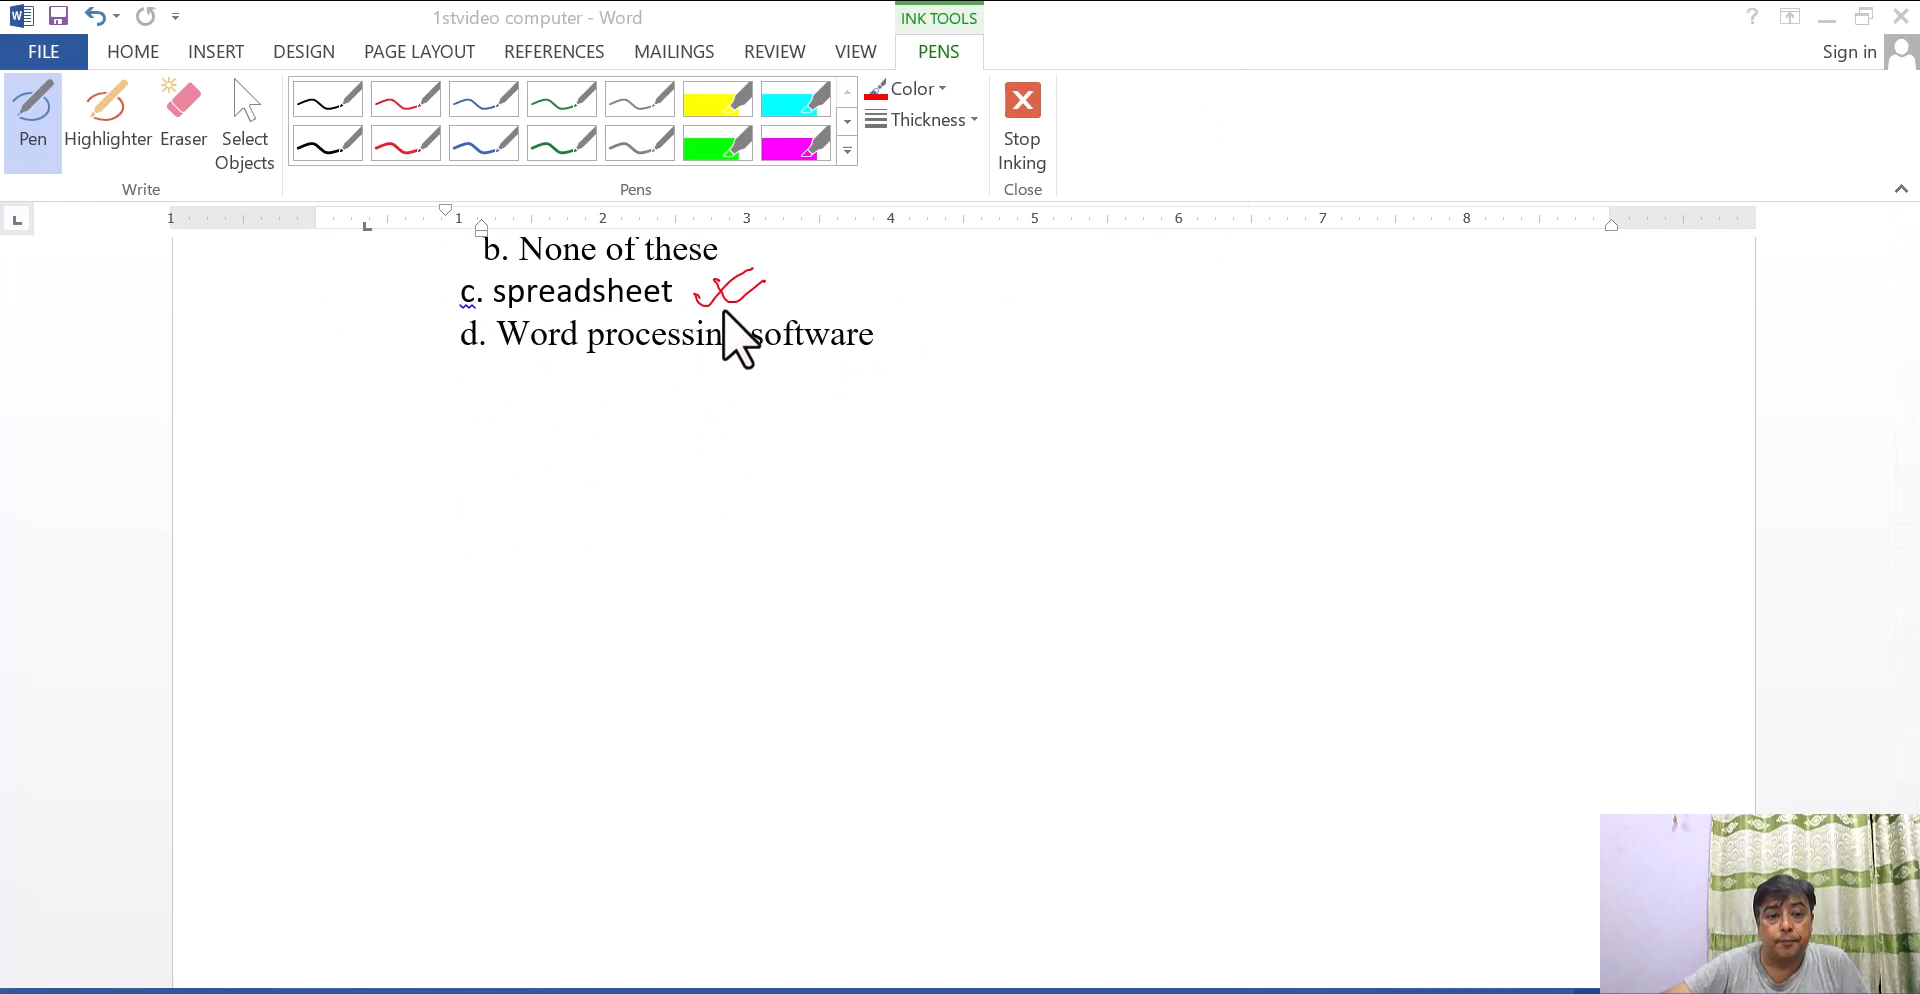 1stvideo computer - Word
INK TOOLS
?
FILE HOME INSERT DESIGN PAGE LAYOUT REFERENCES MAILINGS REVIEW VIEW PENS
Sign in
Pen Highlighter Eraser Select Objects
Color
Thickness
Stop Inking
Write Pens Close
1 1 2 3 4 5 6 7 8
b. None of these
c. spreadsheet
d. Word processing software